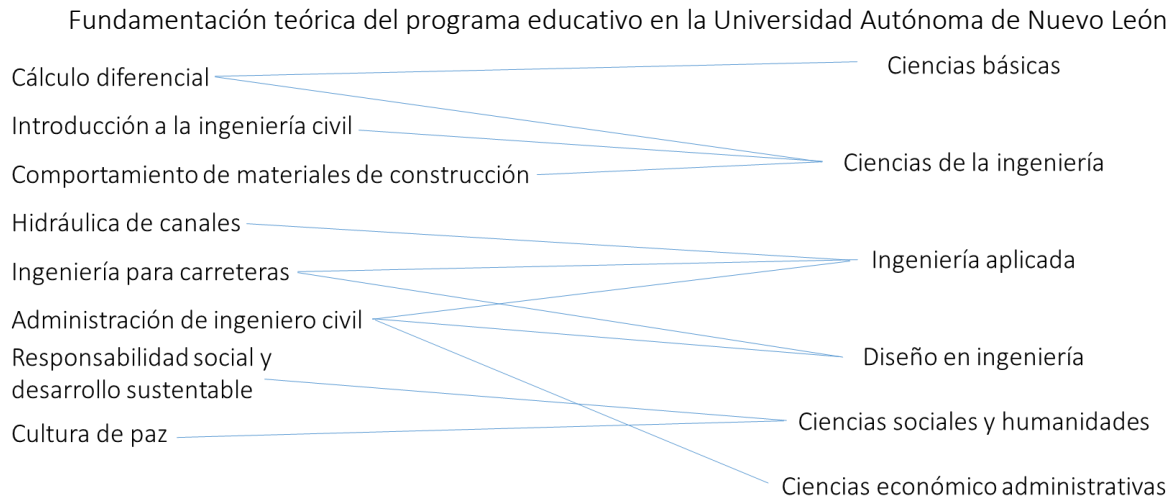 Fundamentación teórica del programa educativo en la Universidad Autónoma de Nuevo León
Cálculo diferencial
Introducción a la ingeniería civil
Comportamiento de materiales de construcción
Hidráulica de canales
Ingeniería para carreteras
Administración de ingeniero civil
Responsabilidad social y
desarrollo sustentable
Cultura de paz
Ciencias básicas
Ciencias de la ingeniería
Ingeniería aplicada
Diseño en ingeniería
Ciencias sociales y humanidades
Ciencias económico administrativas